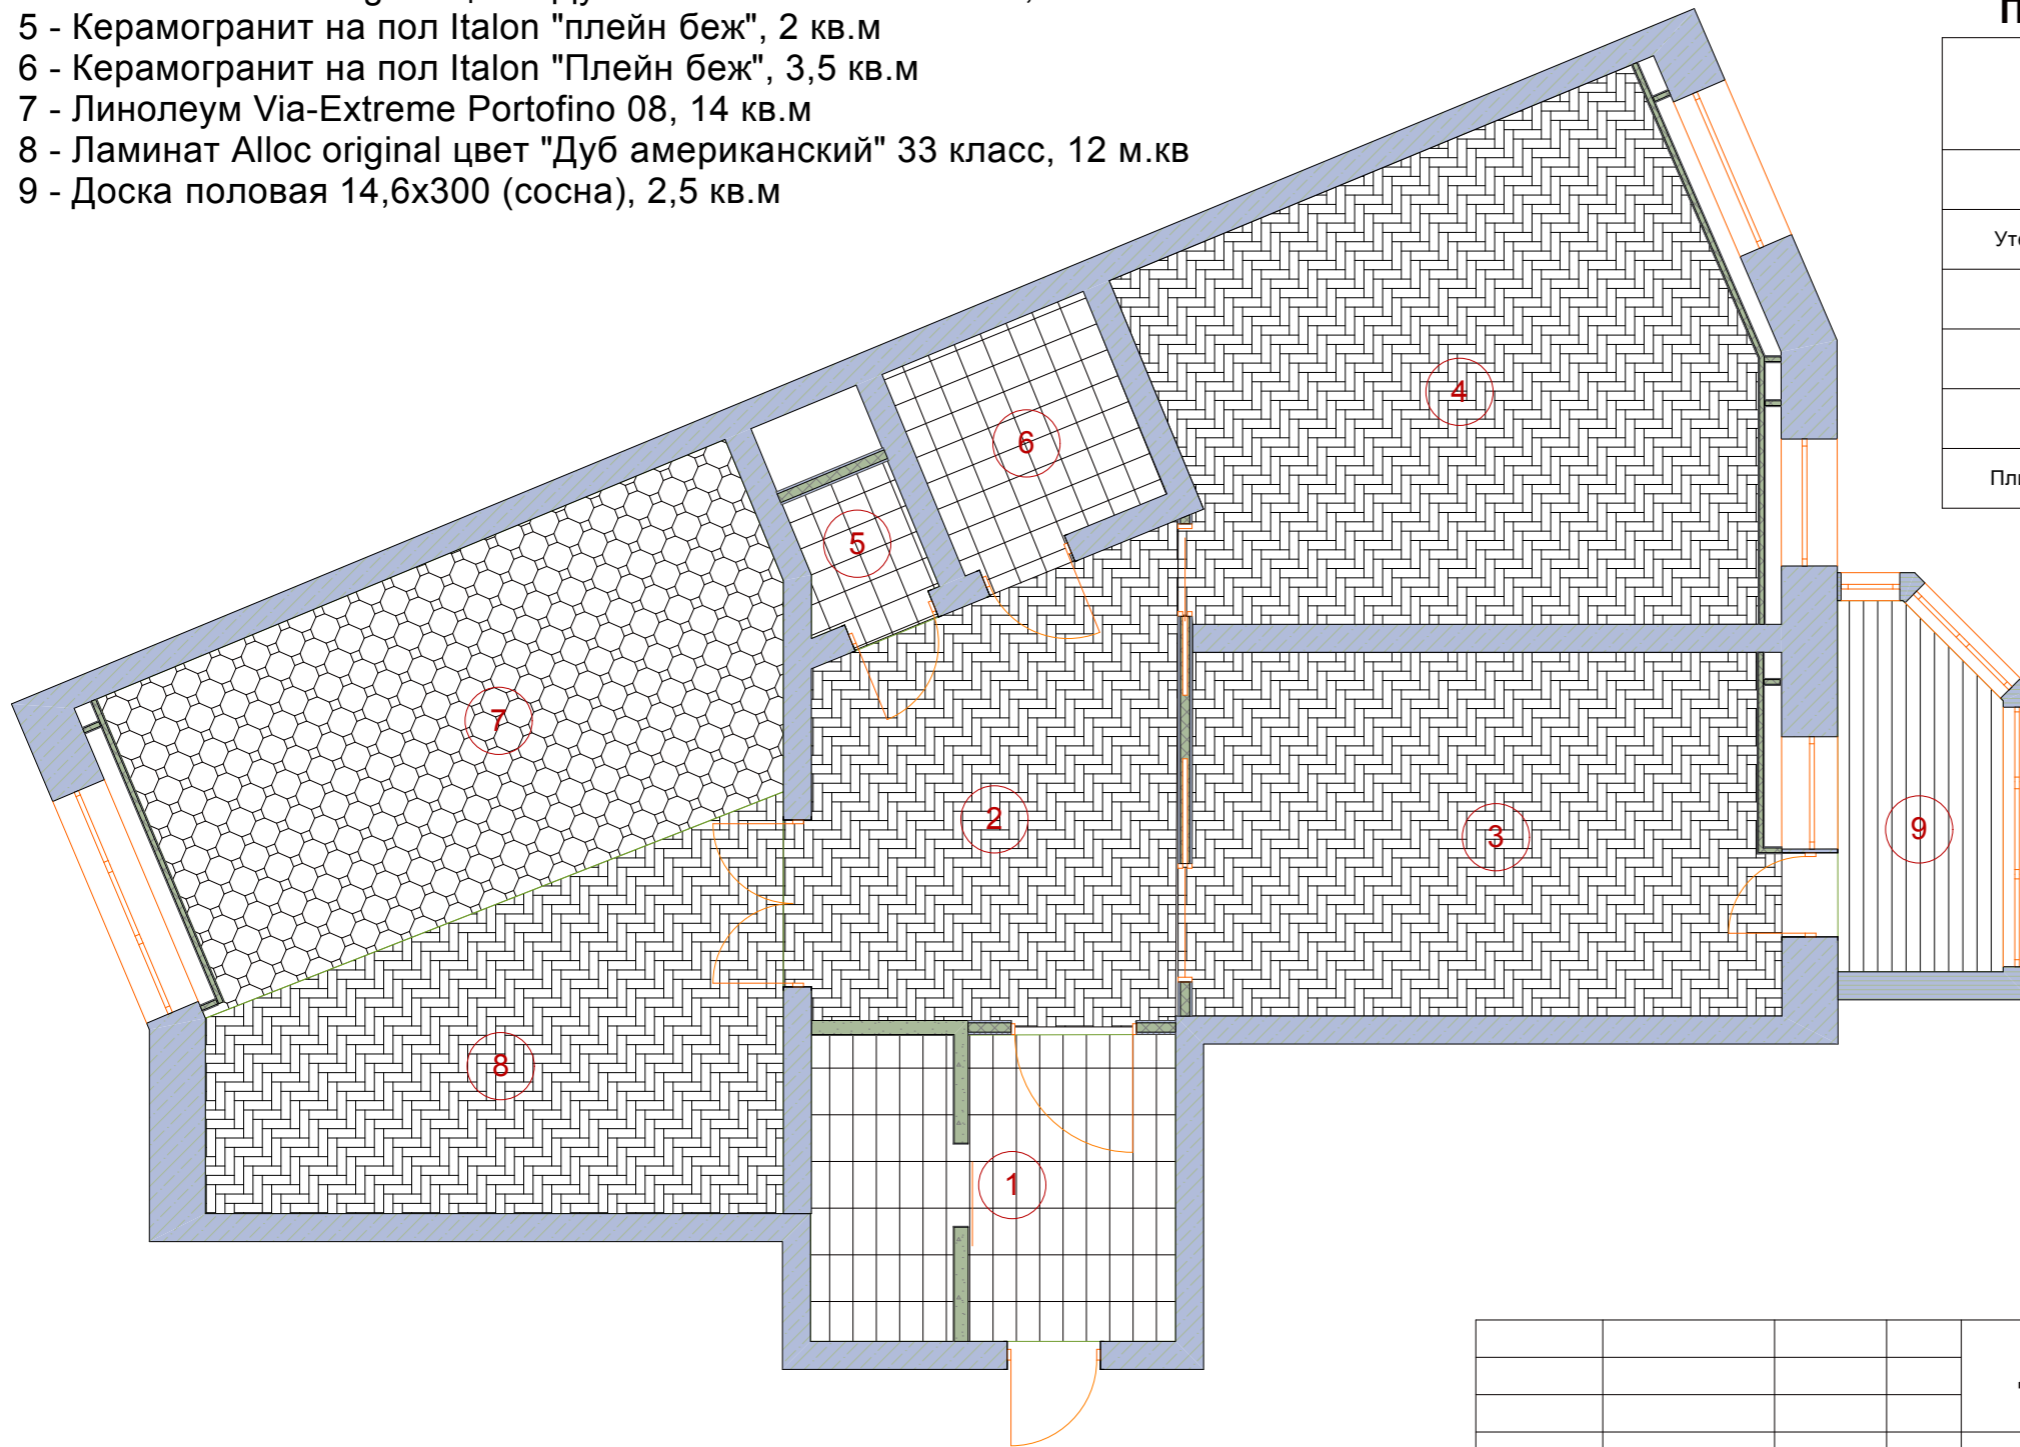 5 - Керамогранит на пол Italon "плейн беж", 2 кв.м
6 - Керамогранит на пол Italon "Плейн беж", 3,5 кв.м
7 - Линолеум Via-Extreme Portofino 08, 14 кв.м
8 - Ламинат Alloc original цвет "Дуб американский" 33 класс, 12 м.кв
9 - Доска половая 14,6х300 (сосна), 2,5 кв.м
4
6
5
7
2
3
9
8
1